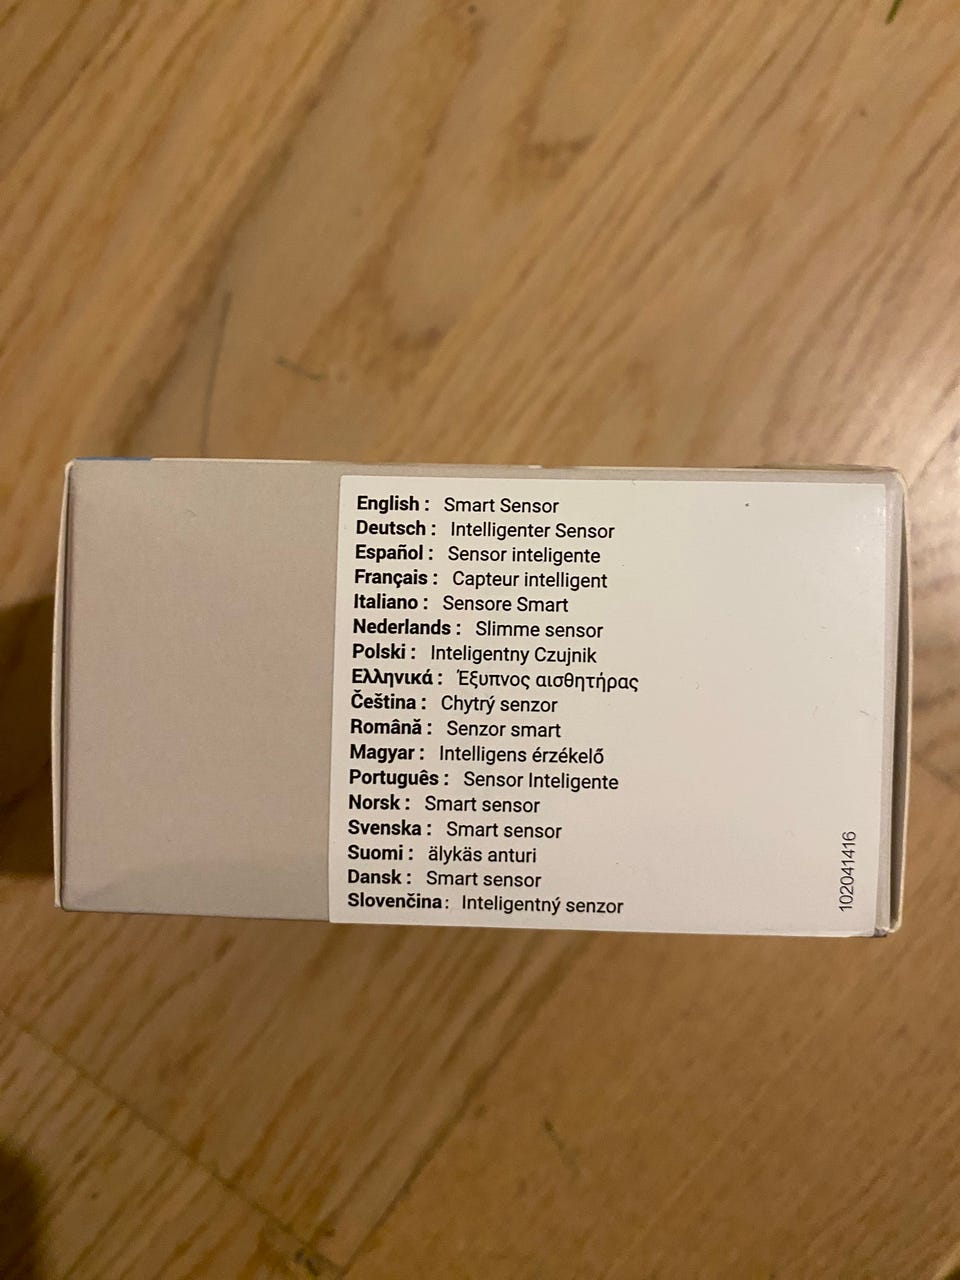 English : Smart Sensor
Deutsch : Intelligenter Sensor
Español : Sensor inteligente
Français : Capteur intelligent
Italiano : Sensore Smart
Nederlands : Slimme sensor
Polski : Inteligentny Czujnik
Ελληνικά : Έξυπνος αισθητήρας
Čeština : Chytrý senzor
Română : Senzor smart
Magyar : Intelligens érzékelő
Português : Sensor Inteligente
Norsk : Smart sensor
Svenska : Smart sensor
Suomi : älykäs anturi
Dansk : Smart sensor
Slovenčina : Inteligentný senzor
102041416